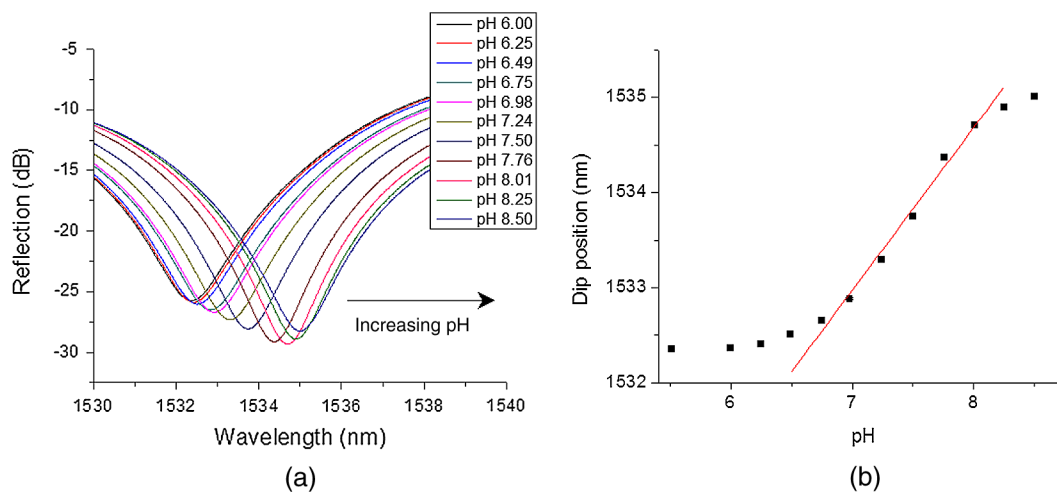 pH 6.00
pH 6.25
pH 6.49
pH 6.75
pH 6.98
pH 7.24
pH 7.50
pH 7.76
pH 8.01
pH 8.25
pH 8.50
-5
-10
-15
-20
-25
-30
Reflection (dB)
Increasing pH
1530 1532 1534 1536 1538 1540
Wavelength (nm)
(a)
1535
1534
1533
1532
Dip position (nm)
6 7 8
pH
(b)